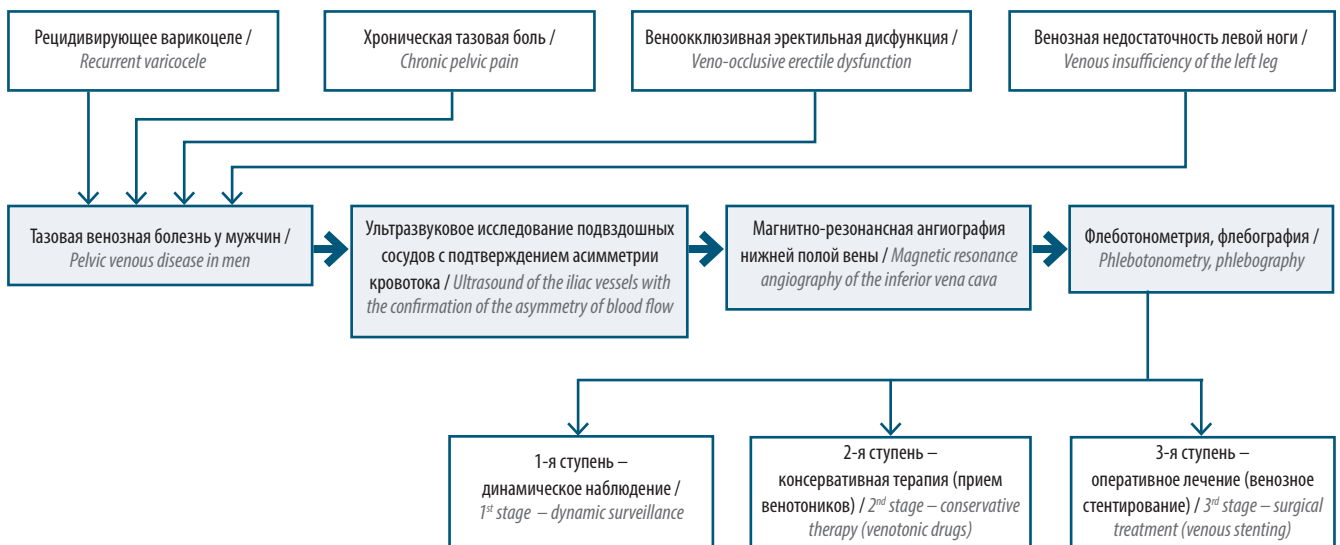 Рецидивирующее варикоцеле /
Recurrent varicocele
Хроническая тазовая боль /
Chronic pelvic pain
Веноокклюзивная эректильная дисфункция /
Veno-occlusive erectile dysfunction
Венозная недостаточность левой ноги /
Venous insufficiency of the left leg
Тазовая венозная болезнь у мужчин /
Pelvic venous disease in men
Ультразвуковое исследование подвздошных
сосудов с подтверждением асимметрии
кровотока / Ultrasound of the iliac vessels with
the confirmation of the asymmetry of blood flow
Магнитно-резонансная ангиография
нижней полой вены / Magnetic resonance
angiography of the inferior vena cava
Флеботонометрия, флебография /
Phlebotonometry, phlebography
1-я ступень –
динамическое наблюдение /
1st stage – dynamic surveillance
2-я ступень –
консервативная терапия (прием
венотоников) / 2nd stage – conservative
therapy (venotonic drugs)
3-я ступень –
оперативное лечение (венозное
стентирование) / 3rd stage – surgical
treatment (venous stenting)